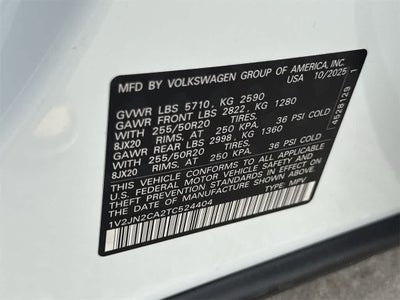 MFD BY VOLKSWAGEN GROUP OF AMERICA, INC.
USA 10/2025
GVWR LBS 5710, KG 2590
GAWR FRONT LBS 2822, KG 1280
WITH 255/50R20
8JX20 RIMS, AT 250 KPA, 36 PSI COLD
GAWR REAR LBS 2998, KG 1360
WITH 255/50R20
8JX20 RIMS, AT 250 KPA, 36 PSI COLD
THIS VEHICLE CONFORMS TO ALL APPLICABLE
U.S. FEDERAL MOTOR VEHICLE SAFETY AND
THEFT PREVENTION STANDARDS IN EFFECT ON
THE DATE OF MANUFACTURE SHOWN ABOVE.
1V2JN2CA2TC524404 TYPE: MPV
4528129 1